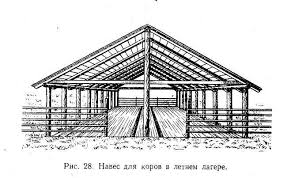 Рис. 28. Навес для коров в летнем лагере.